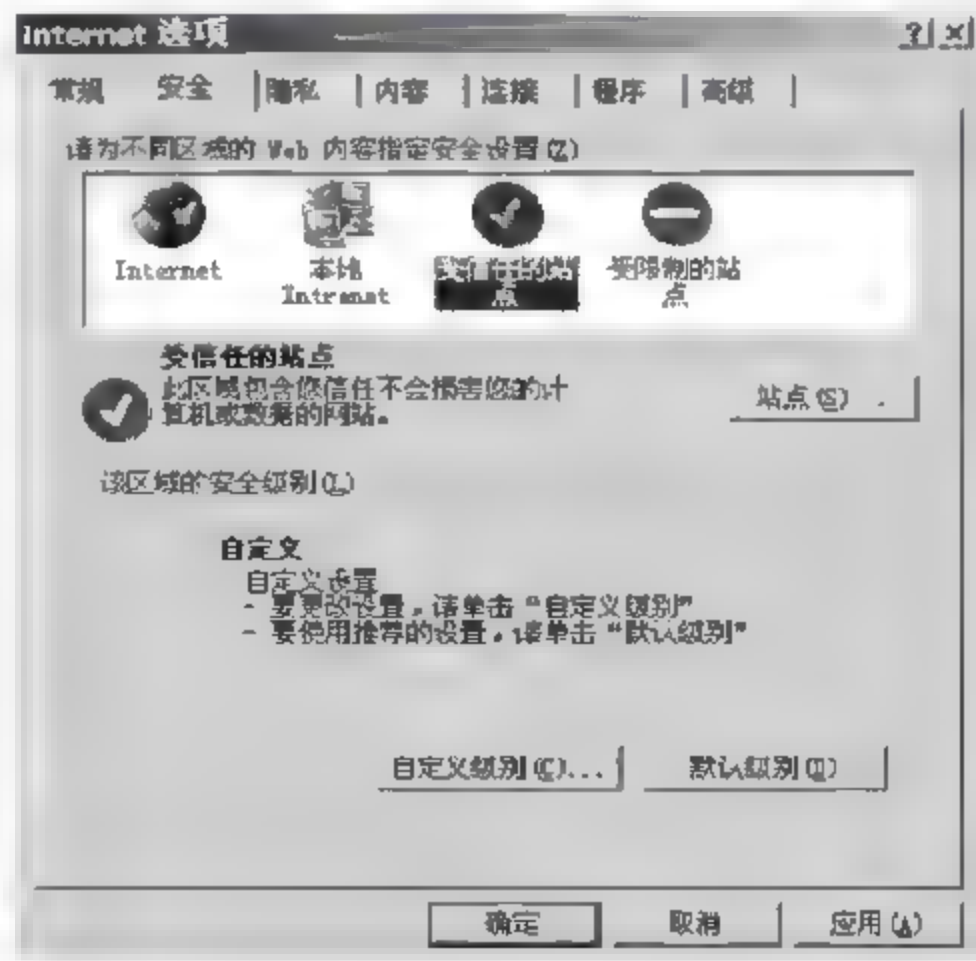 Internet 选项
常规 安全 隐私 内容 连接 程序 高级
请为不同区域的 Web 内容指定安全设置(Z)
Internet 本地 Intranet 受信任的站点 受限制的站点
受信任的站点
此区域包含您信任不会损害您的计
算机或数据的网站。
站点(S)
该区域的安全级别(L)
自定义
自定义设置
- 要更改设置，请单击“自定义级别”
- 要使用推荐的设置，请单击“默认级别”
自定义级别(C)... 默认级别(D)
确定 取消 应用(A)